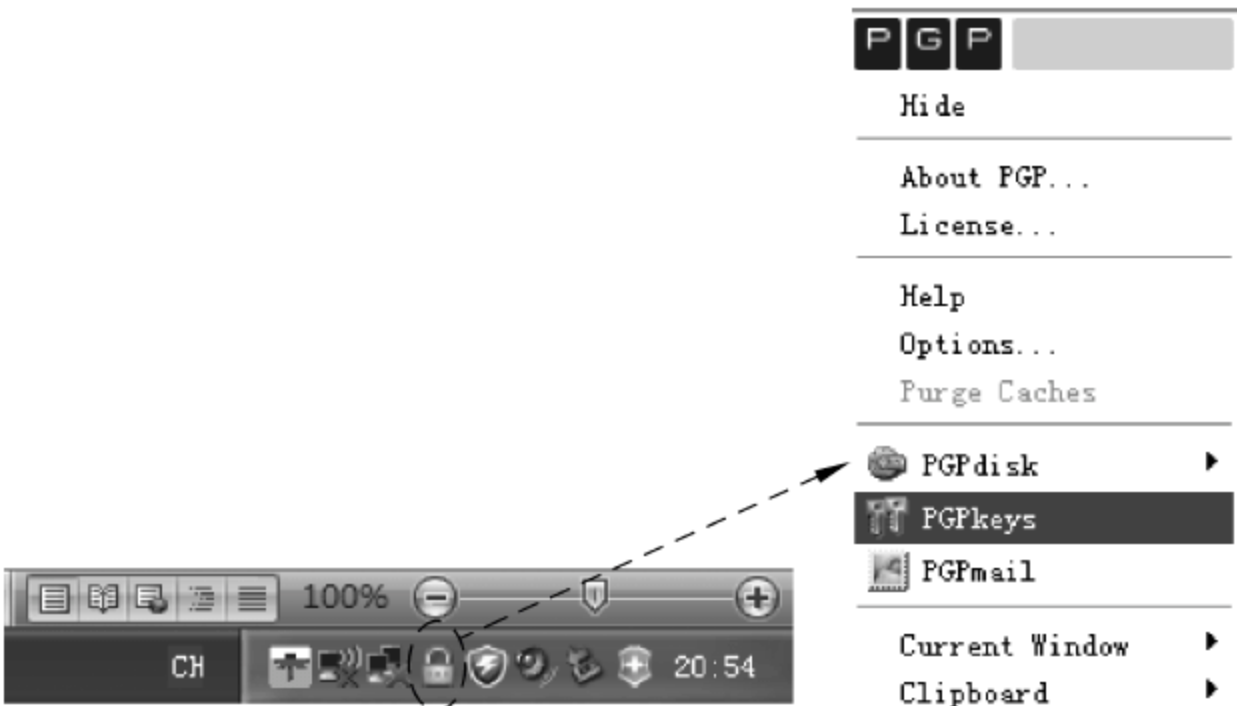 PGP
Hide
About PGP...
License...
Help
Options...
Purge Caches
PGPdisk
PGPkeys
PGPmail
Current Window
Clipboard
100%
CH
20:54